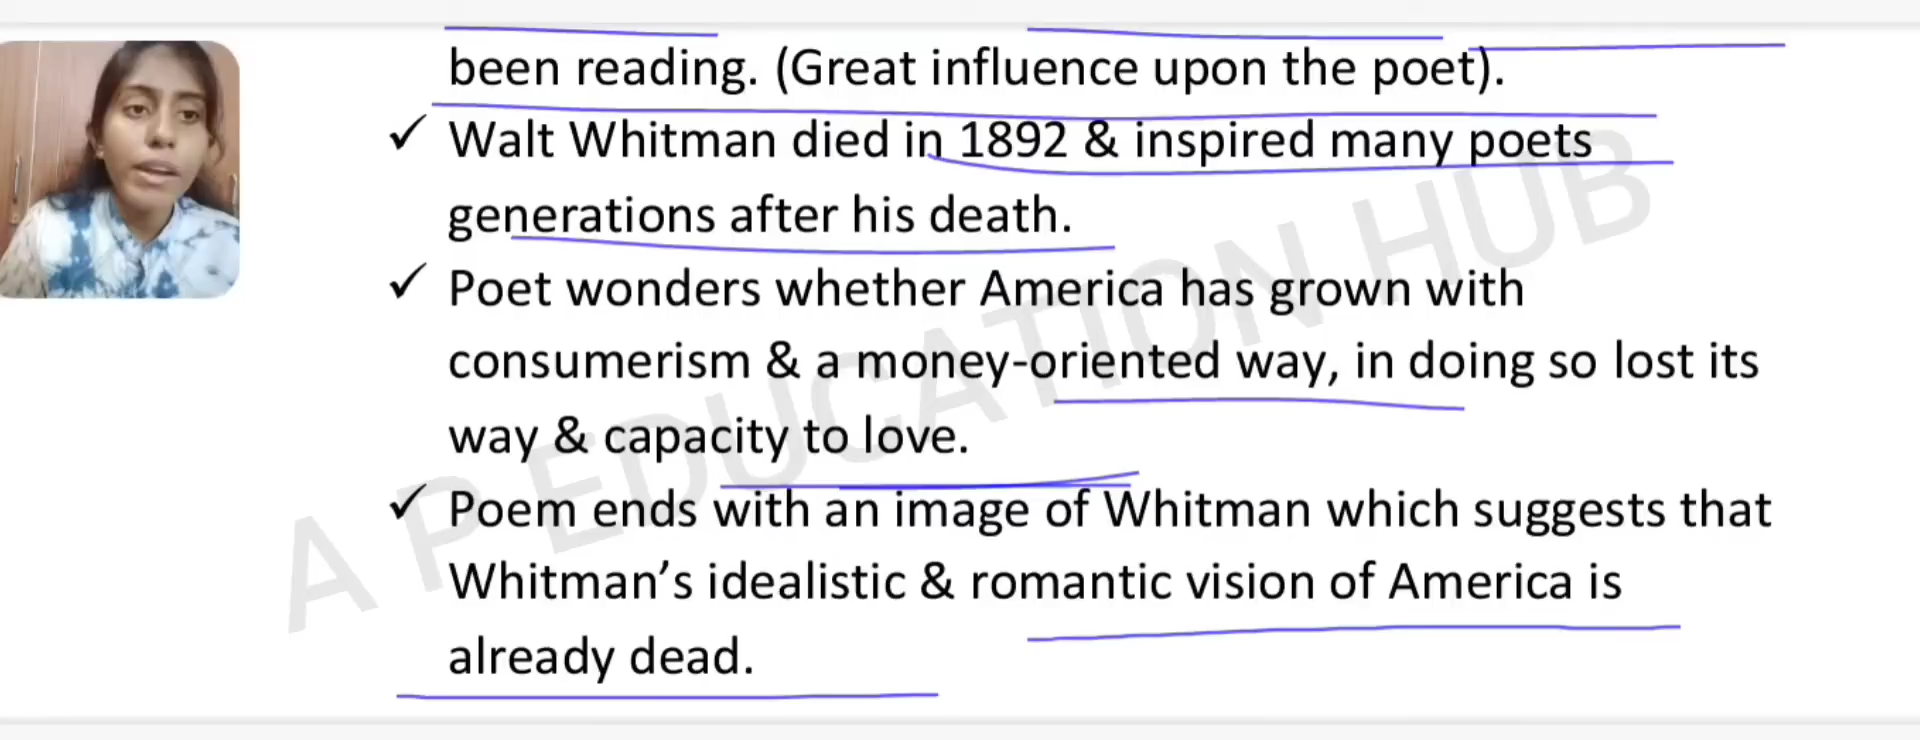 been reading. (Great influence upon the poet).
✓ Walt Whitman died in 1892 & inspired many poets
generations after his death.
✓ Poet wonders whether America has grown with
consumerism & a money-oriented way, in doing so lost its
way & capacity to love.
✓ Poem ends with an image of Whitman which suggests that
Whitman’s idealistic & romantic vision of America is
already dead.
A P EDUCATION HUB